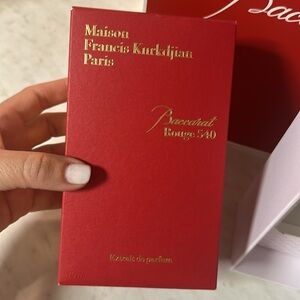 Maison
Francis Kurkdjian
Paris
Baccarat
Rouge 540
Extrait de parfum